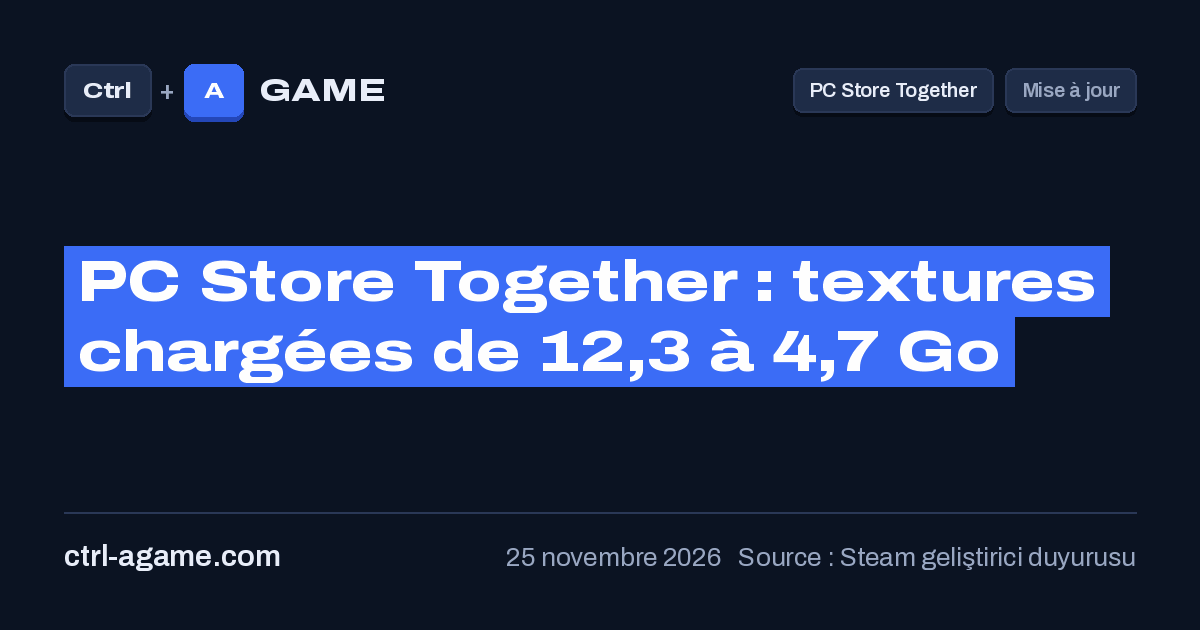 Ctrl + A GAME
PC Store Together
Mise à jour
PC Store Together : textures
chargées de 12,3 à 4,7 Go
ctrl-agame.com
25 novembre 2026 Source : Steam geliştirici duyurusu